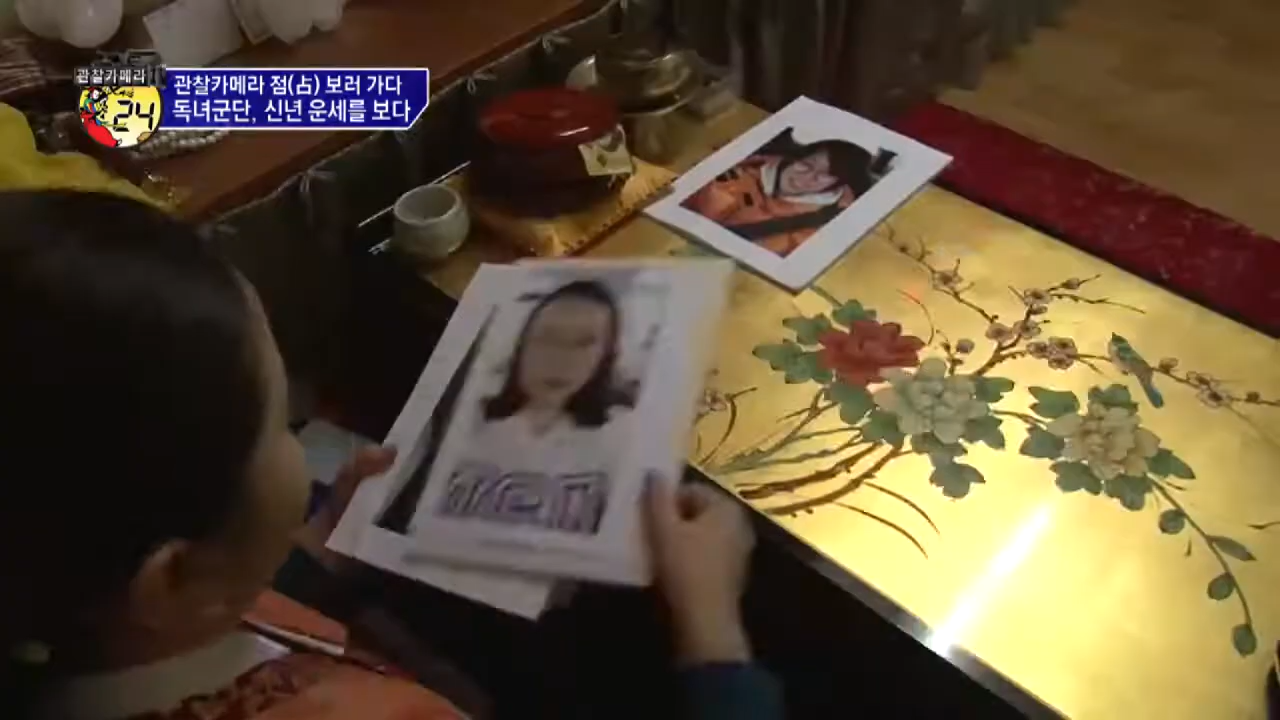 관찰카메라
24
관찰카메라 점(占) 보러 가다
독녀군단, 신년 운세를 보다